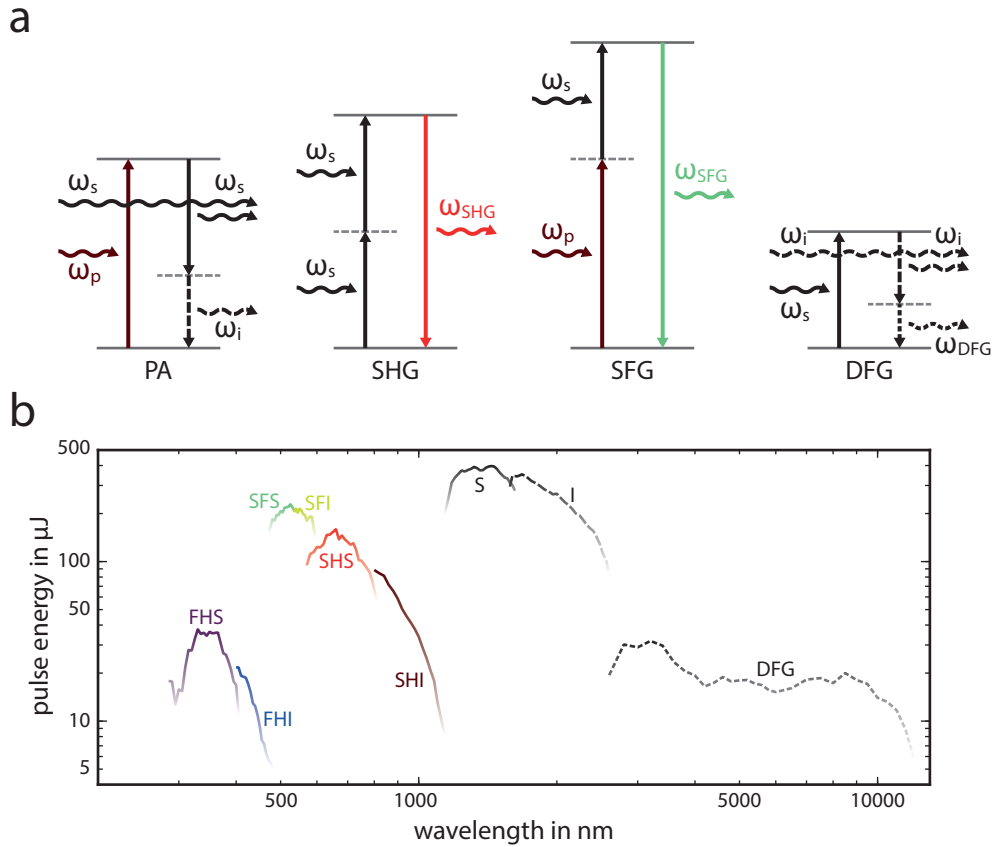 a
ωs
ωs
ωp
ωi
PA
ωs
ωs
ωSHG
SHG
ωs
ωp
ωSFG
SFG
ωi
ωi
ωs
ωDFG
DFG
b
pulse energy in µJ
500
100
50
10
5
SFS
SFI
SHS
FHS
FHI
SHI
S
I
DFG
500
1000
5000
10000
wavelength in nm